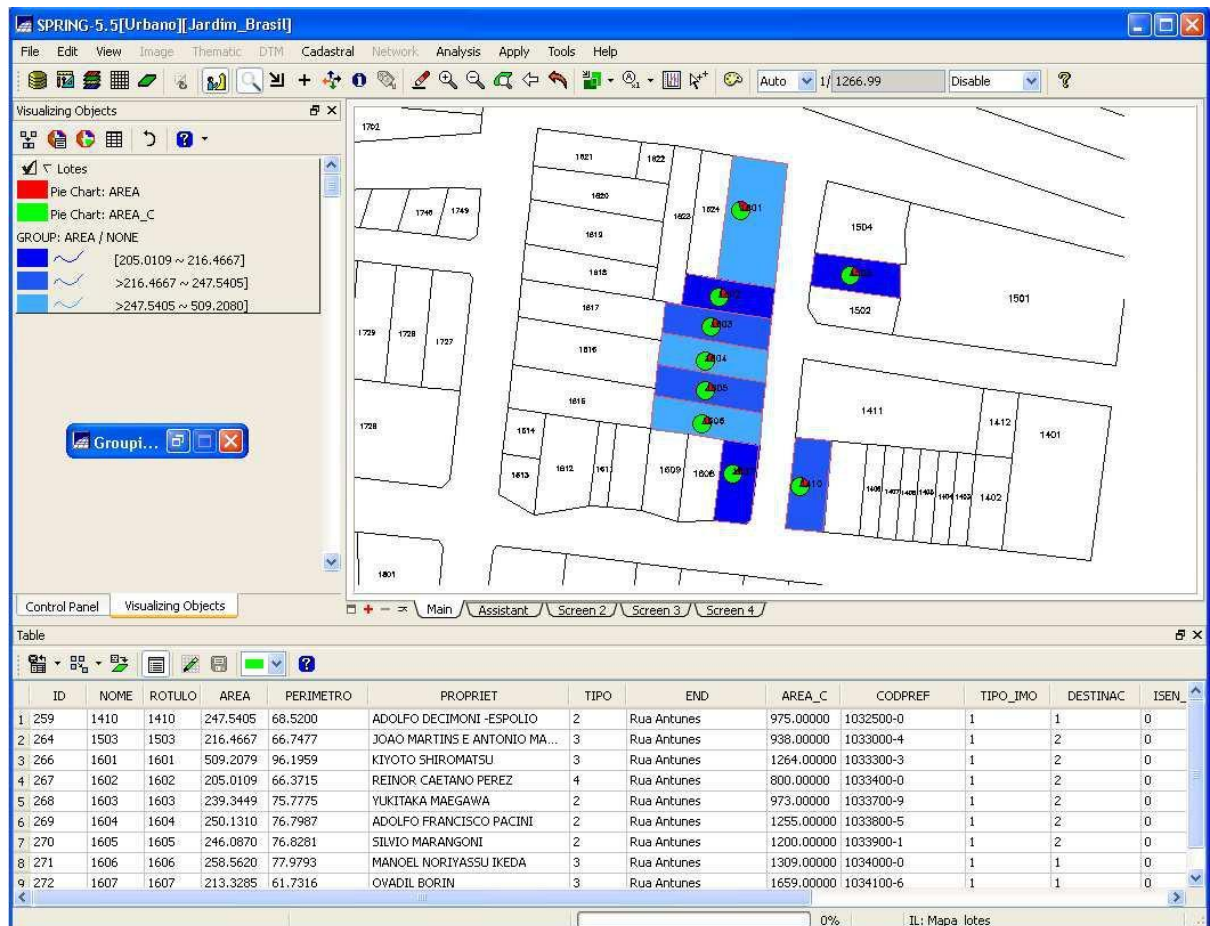 SPRING-5.5[Urbano][Jardim_Brasil]
File Edit View Image Thematic DTM Cadastral Network Analysis Apply Tools Help
Auto 1/ 1266.99 Disable
Visualizing Objects
Lotes
Pie Chart: AREA
Pie Chart: AREA_C
GROUP: AREA / NONE
[205.0109 ~ 216.4667]
>216.4667 ~ 247.5405]
>247.5405 ~ 509.2080]
Groupi...
Control Panel Visualizing Objects
1702
1621 1622
1620
1746 1749
1623 1624
1619
1504
1618
1501
1617
1502
1729 1728 1727
1616
1615
1411
1412
1401
1728
1614
1613 1612
1609 1608
1402
1801
Main Assistant Screen 2 Screen 3 Screen 4
Table
ID NOME ROTULO AREA PERIMETRO PROPRIET TIPO END AREA_C CODPREF TIPO_IMO DESTINAC ISEN_
1 259 1410 1410 247.5405 68.5200 ADOLFO DECIMONI -ESPOLIO 2 Rua Antunes 975.00000 1032500-0 1 1 0
2 264 1503 1503 216.4667 66.7477 JOAO MARTINS E ANTONIO MA... 3 Rua Antunes 938.00000 1033000-4 1 2 0
3 266 1601 1601 509.2079 96.1959 KIYOTO SHIROMATSU 3 Rua Antunes 1264.00000 1033300-3 1 2 0
4 267 1602 1602 205.0109 66.3715 REINOR CAETANO PEREZ 4 Rua Antunes 800.00000 1033400-0 1 2 0
5 268 1603 1603 239.3449 75.7775 YUKITAKA MAEGAWA 2 Rua Antunes 973.00000 1033700-9 1 2 0
6 269 1604 1604 250.1310 76.7987 ADOLFO FRANCISCO PACINI 2 Rua Antunes 1255.00000 1033800-5 1 2 0
7 270 1605 1605 246.0870 76.8281 SILVIO MARANGONI 2 Rua Antunes 1200.00000 1033900-1 1 2 0
8 271 1606 1606 258.5620 77.9793 MANOEL NORIYASSU IKEDA 3 Rua Antunes 1309.00000 1034000-0 1 1 0
9 272 1607 1607 213.3285 61.7316 OVADIL BORIN 3 Rua Antunes 1659.00000 1034100-6 1 1 0
0% IL: Mapa_lotes